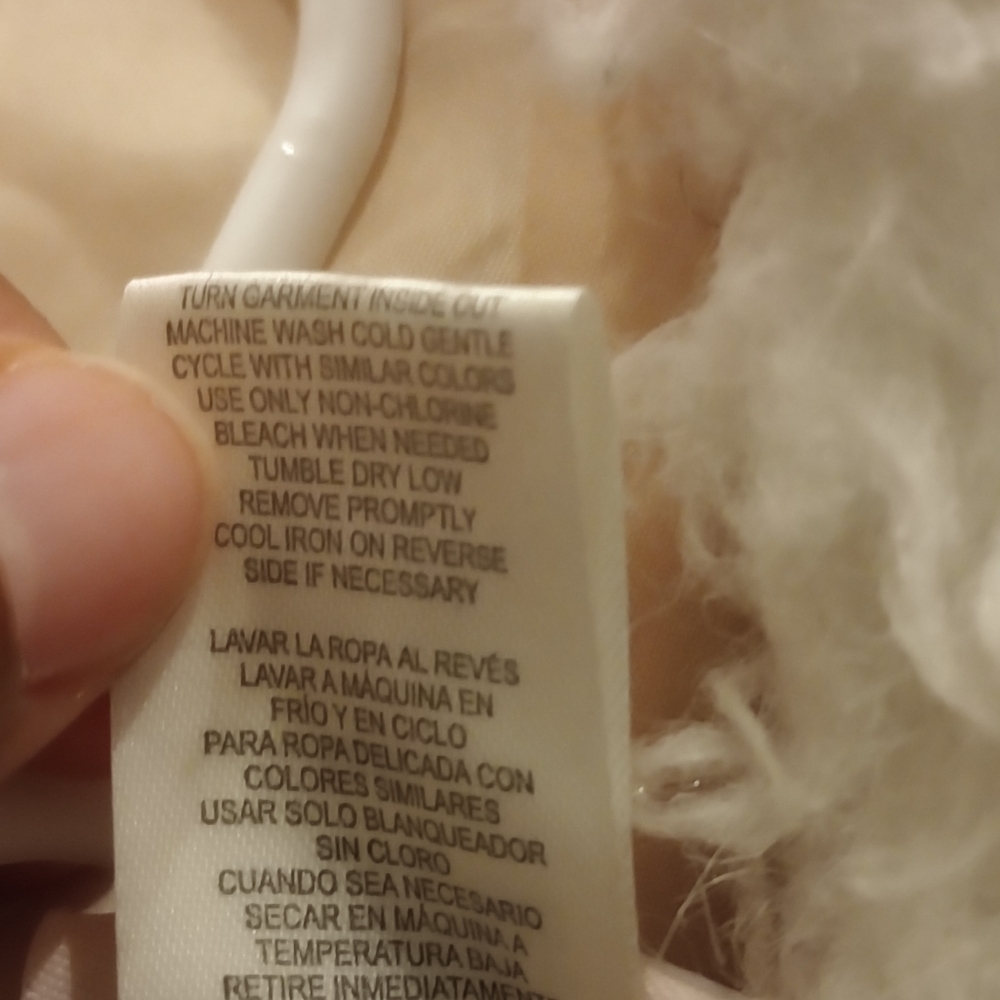 TURN GARMENT INSIDE OUT
MACHINE WASH COLD GENTLE
CYCLE WITH SIMILAR COLORS
USE ONLY NON-CHLORINE
BLEACH WHEN NEEDED
TUMBLE DRY LOW
REMOVE PROMPTLY
COOL IRON ON REVERSE
SIDE IF NECESSARY
LAVAR LA ROPA AL REVÉS
LAVAR A MÁQUINA EN
FRÍO Y EN CICLO
PARA ROPA DELICADA CON
COLORES SIMILARES
USAR SOLO BLANQUEADOR
SIN CLORO
CUANDO SEA NECESARIO
SECAR EN MÁQUINA A
TEMPERATURA BAJA
RETIRE